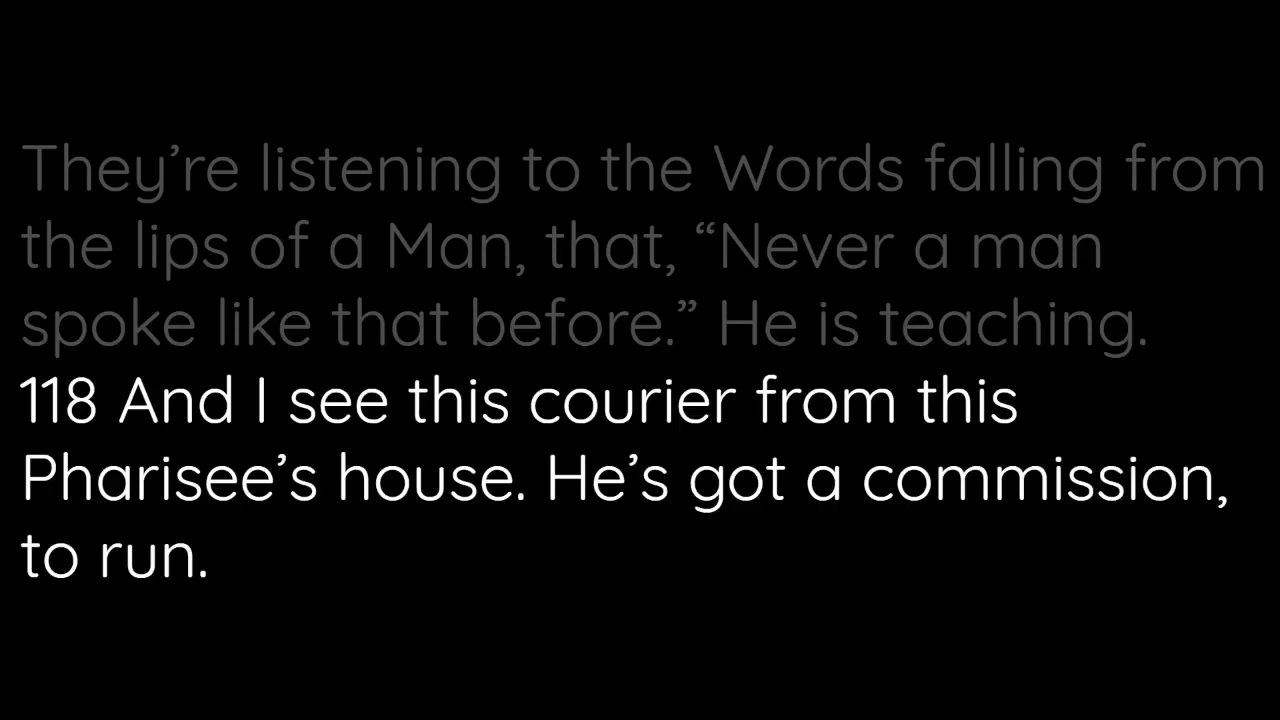 They’re listening to the Words falling from
the lips of a Man, that, “Never a man
spoke like that before.” He is teaching.
118 And I see this courier from this
Pharisee’s house. He’s got a commission,
to run.